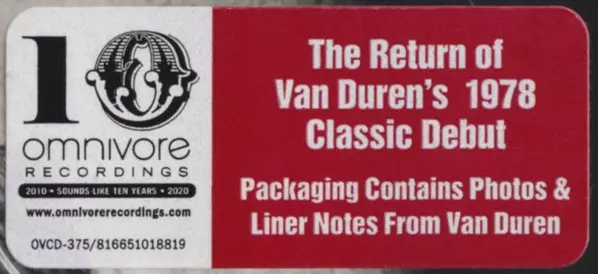 10
omnivore
RECORDINGS
2010 • SOUNDS LIKE TEN YEARS • 2020
www.omnivorerecordings.com
OVCD-375/816651018819
The Return of
Van Duren's 1978
Classic Debut
Packaging Contains Photos &
Liner Notes From Van Duren